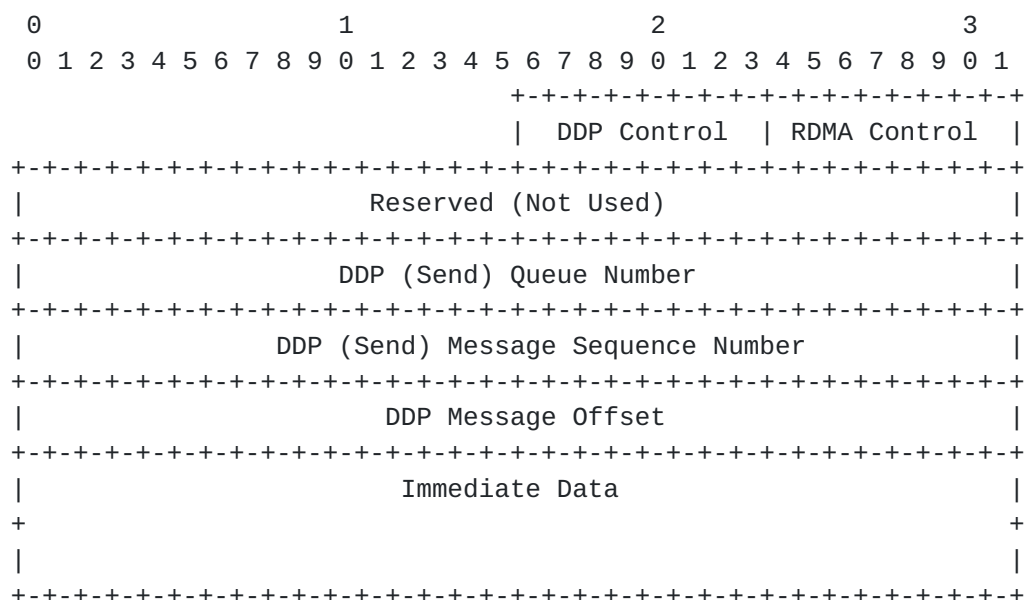 0                   1                   2                   3
0 1 2 3 4 5 6 7 8 9 0 1 2 3 4 5 6 7 8 9 0 1 2 3 4 5 6 7 8 9 0 1
                               +-+-+-+-+-+-+-+-+-+-+-+-+-+-+-+-+
                               |  DDP Control  | RDMA Control  |
+-+-+-+-+-+-+-+-+-+-+-+-+-+-+-+-+-+-+-+-+-+-+-+-+-+-+-+-+-+-+-+-+
|                      Reserved (Not Used)                      |
+-+-+-+-+-+-+-+-+-+-+-+-+-+-+-+-+-+-+-+-+-+-+-+-+-+-+-+-+-+-+-+-+
|                    DDP (Send) Queue Number                    |
+-+-+-+-+-+-+-+-+-+-+-+-+-+-+-+-+-+-+-+-+-+-+-+-+-+-+-+-+-+-+-+-+
|                DDP (Send) Message Sequence Number             |
+-+-+-+-+-+-+-+-+-+-+-+-+-+-+-+-+-+-+-+-+-+-+-+-+-+-+-+-+-+-+-+-+
|                       DDP Message Offset                      |
+-+-+-+-+-+-+-+-+-+-+-+-+-+-+-+-+-+-+-+-+-+-+-+-+-+-+-+-+-+-+-+-+
|                        Immediate Data                         |
+                                                               +
|                                                               |
+-+-+-+-+-+-+-+-+-+-+-+-+-+-+-+-+-+-+-+-+-+-+-+-+-+-+-+-+-+-+-+-+